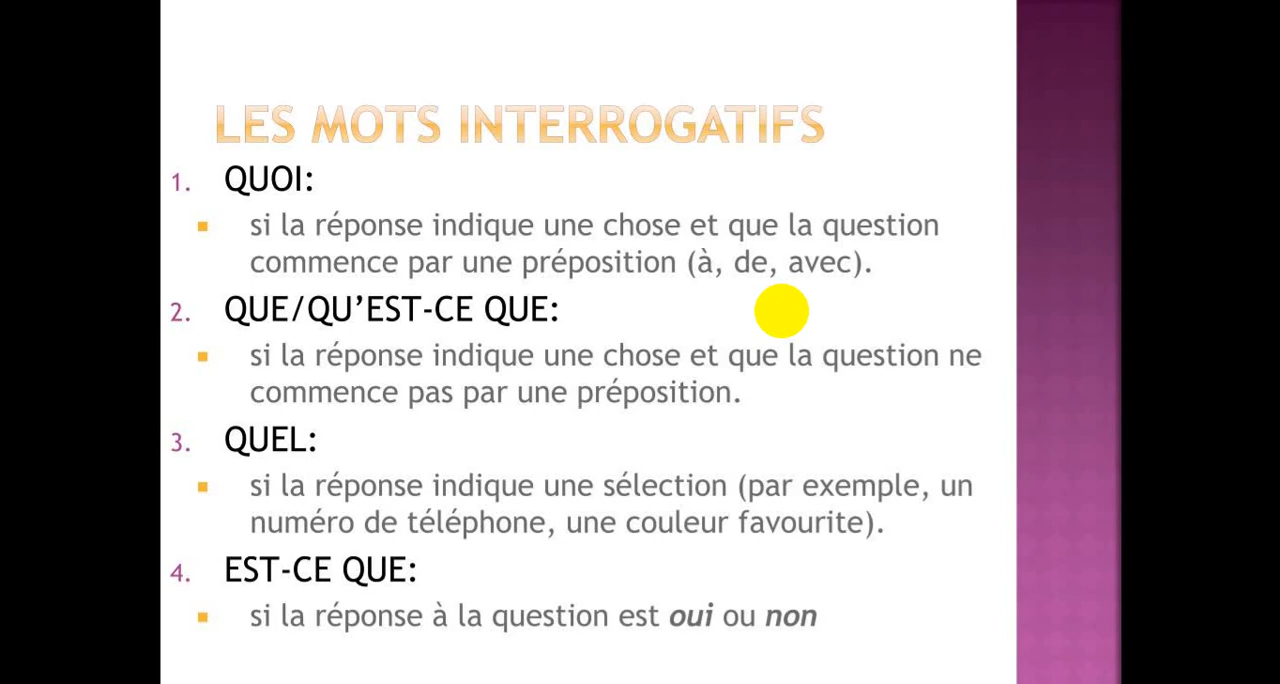 LES MOTS INTERROGATIFS
1. QUOI:
▪ si la réponse indique une chose et que la question
commence par une préposition (à, de, avec).
2. QUE/QU’EST-CE QUE:
▪ si la réponse indique une chose et que la question ne
commence pas par une préposition.
3. QUEL:
▪ si la réponse indique une sélection (par exemple, un
numéro de téléphone, une couleur favourite).
4. EST-CE QUE:
▪ si la réponse à la question est oui ou non